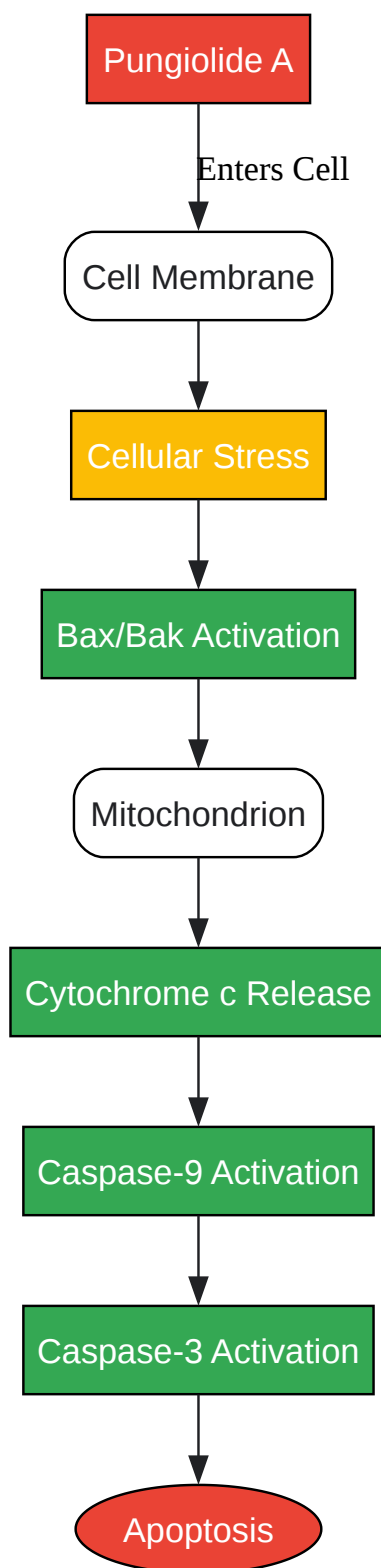 Pungiolide A
Enters Cell
Cell Membrane
Cellular Stress
Bax/Bak Activation
Mitochondrion
Cytochrome c Release
Caspase-9 Activation
Caspase-3 Activation
Apoptosis